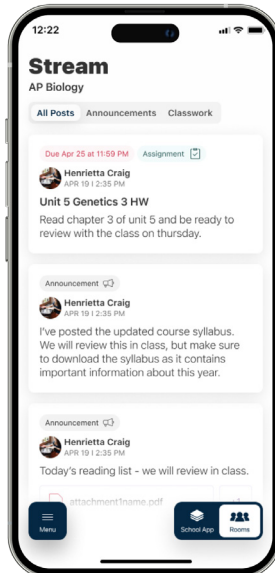 12:22
Stream
AP Biology
All Posts Announcements Classwork
Due Apr 25 at 11:59 PM Assignment
Henrietta Craig
APR 19 I 2:35 PM
Unit 5 Genetics 3 HW
Read chapter 3 of unit 5 and be ready to
review with the class on thursday.
Announcement
Henrietta Craig
APR 19 I 2:35 PM
I've posted the updated course syllabus.
We will review this in class, but make sure
to download the syllabus as it contains
important information about this year.
Announcement
Henrietta Craig
APR 19 I 2:35 PM
Today's reading list - we will review in class.
attachment1name.pdf
Menu School App Rooms